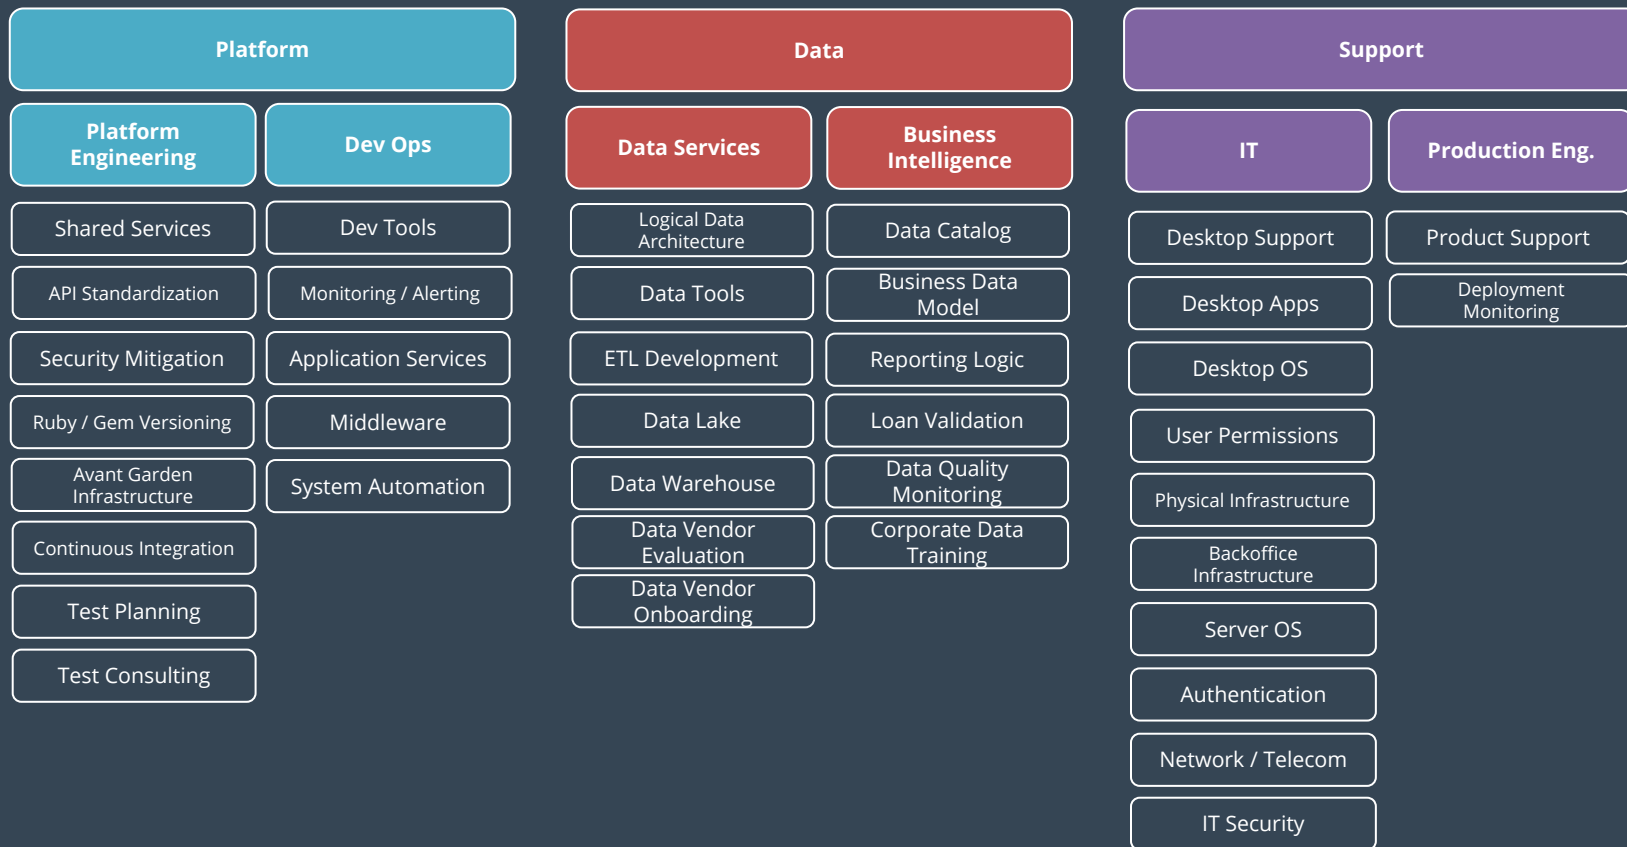 Platform
Platform
Engineering
Shared Services
API Standardization
Security Mitigation
Ruby / Gem Versioning
Avant Garden
Infrastructure
Continuous Integration
Test Planning
Test Consulting
Dev Ops
Dev Tools
Monitoring / Alerting
Application Services
Middleware
System Automation
Data
Data Services
Logical Data
Architecture
Data Tools
ETL Development
Data Lake
Data Warehouse
Data Vendor
Evaluation
Data Vendor
Onboarding
Business
Intelligence
Data Catalog
Business Data
Model
Reporting Logic
Loan Validation
Data Quality
Monitoring
Corporate Data
Training
Support
IT
Desktop Support
Desktop Apps
Desktop OS
User Permissions
Physical Infrastructure
Backoffice
Infrastructure
Server OS
Authentication
Network / Telecom
IT Security
Production Eng.
Product Support
Deployment
Monitoring